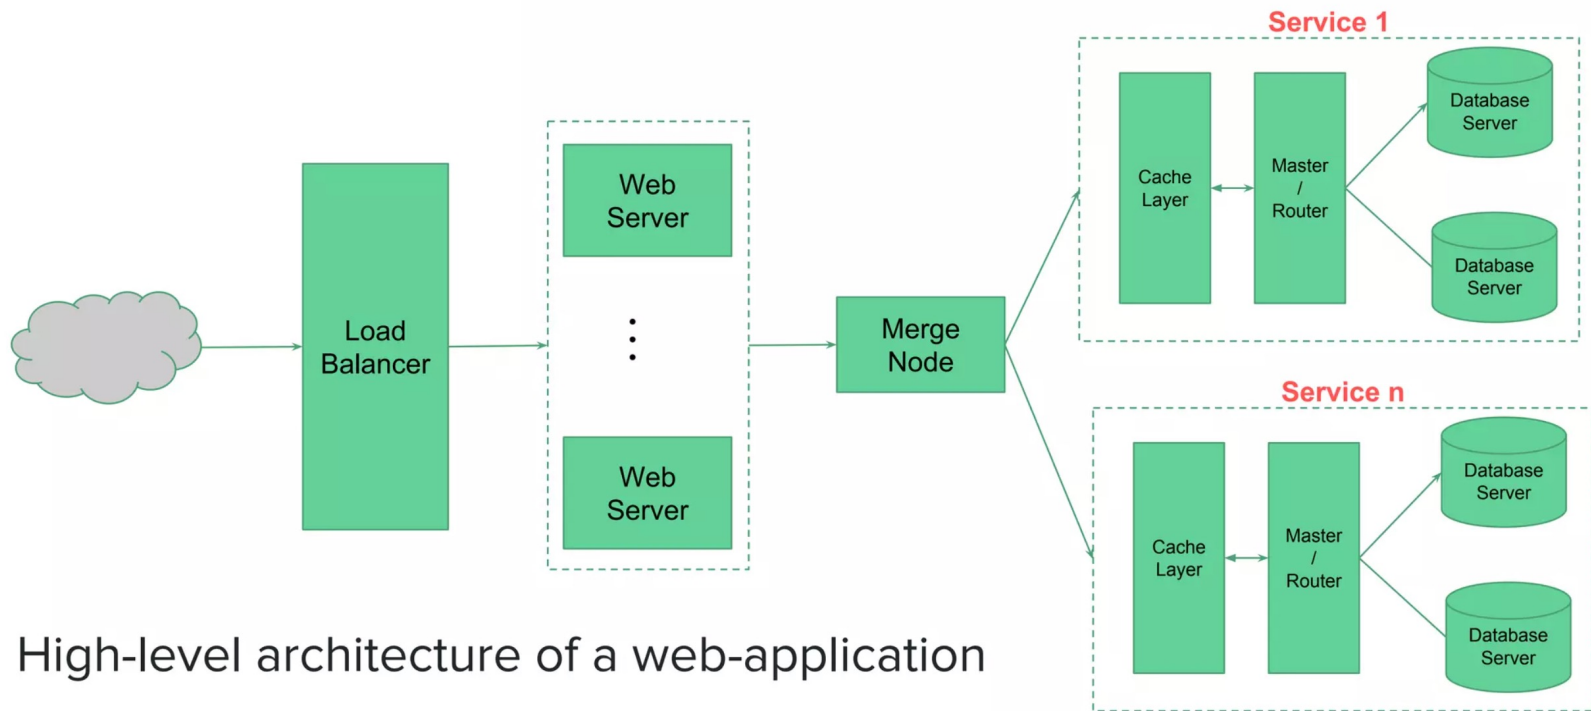 Service 1
Database
Server
Cache
Layer
Master
/
Router
Database
Server
Web
Server
Load
Balancer
Merge
Node
Web
Server
Service n
Database
Server
Cache
Layer
Master
/
Router
Database
Server
High-level architecture of a web-application